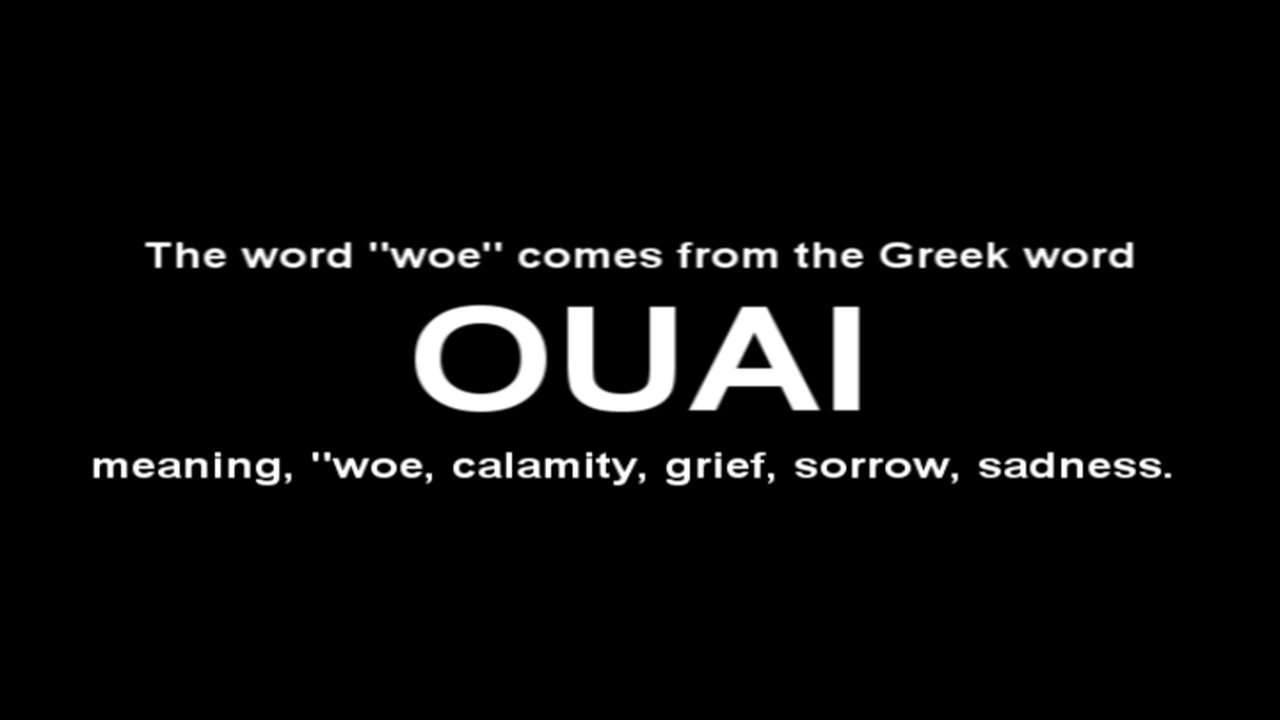 The word "woe" comes from the Greek word
OUAI
meaning, "woe, calamity, grief, sorrow, sadness.